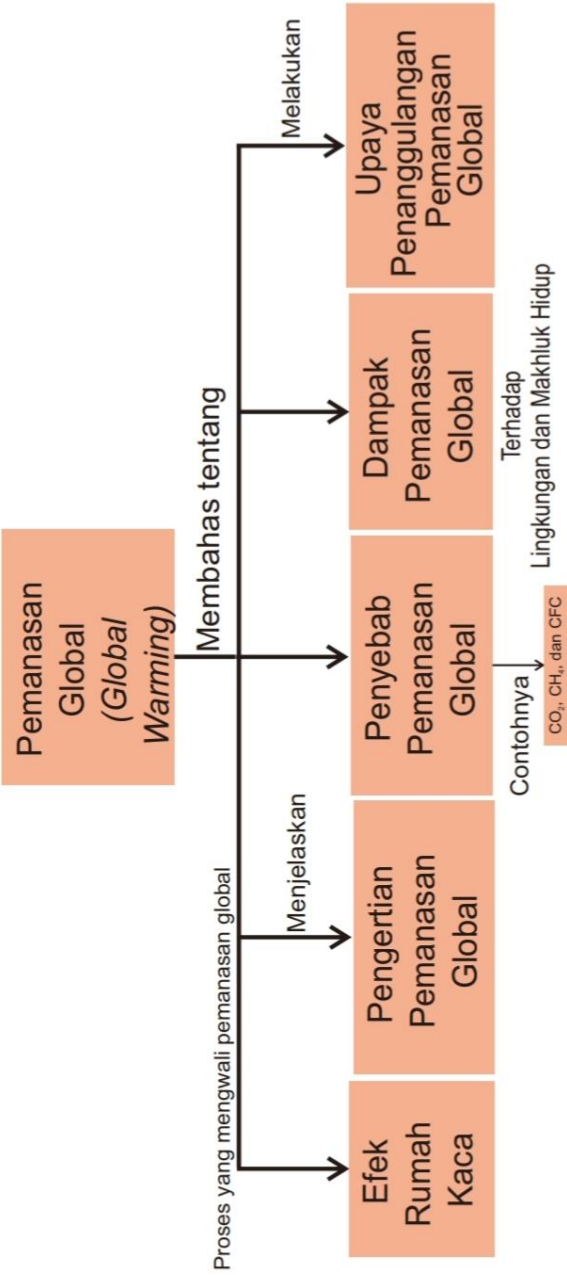 Pemanasan
Global
(Global
Warming)
Membahas tentang
Proses yang mengwali pemanasan global
Menjelaskan
Melakukan
Efek
Rumah
Kaca
Pengertian
Pemanasan
Global
Penyebab
Pemanasan
Global
Dampak
Pemanasan
Global
Upaya
Penanggulangan
Pemanasan
Global
Contohnya
CO₂, CH₄, dan CFC
Terhadap
Lingkungan dan Makhluk Hidup